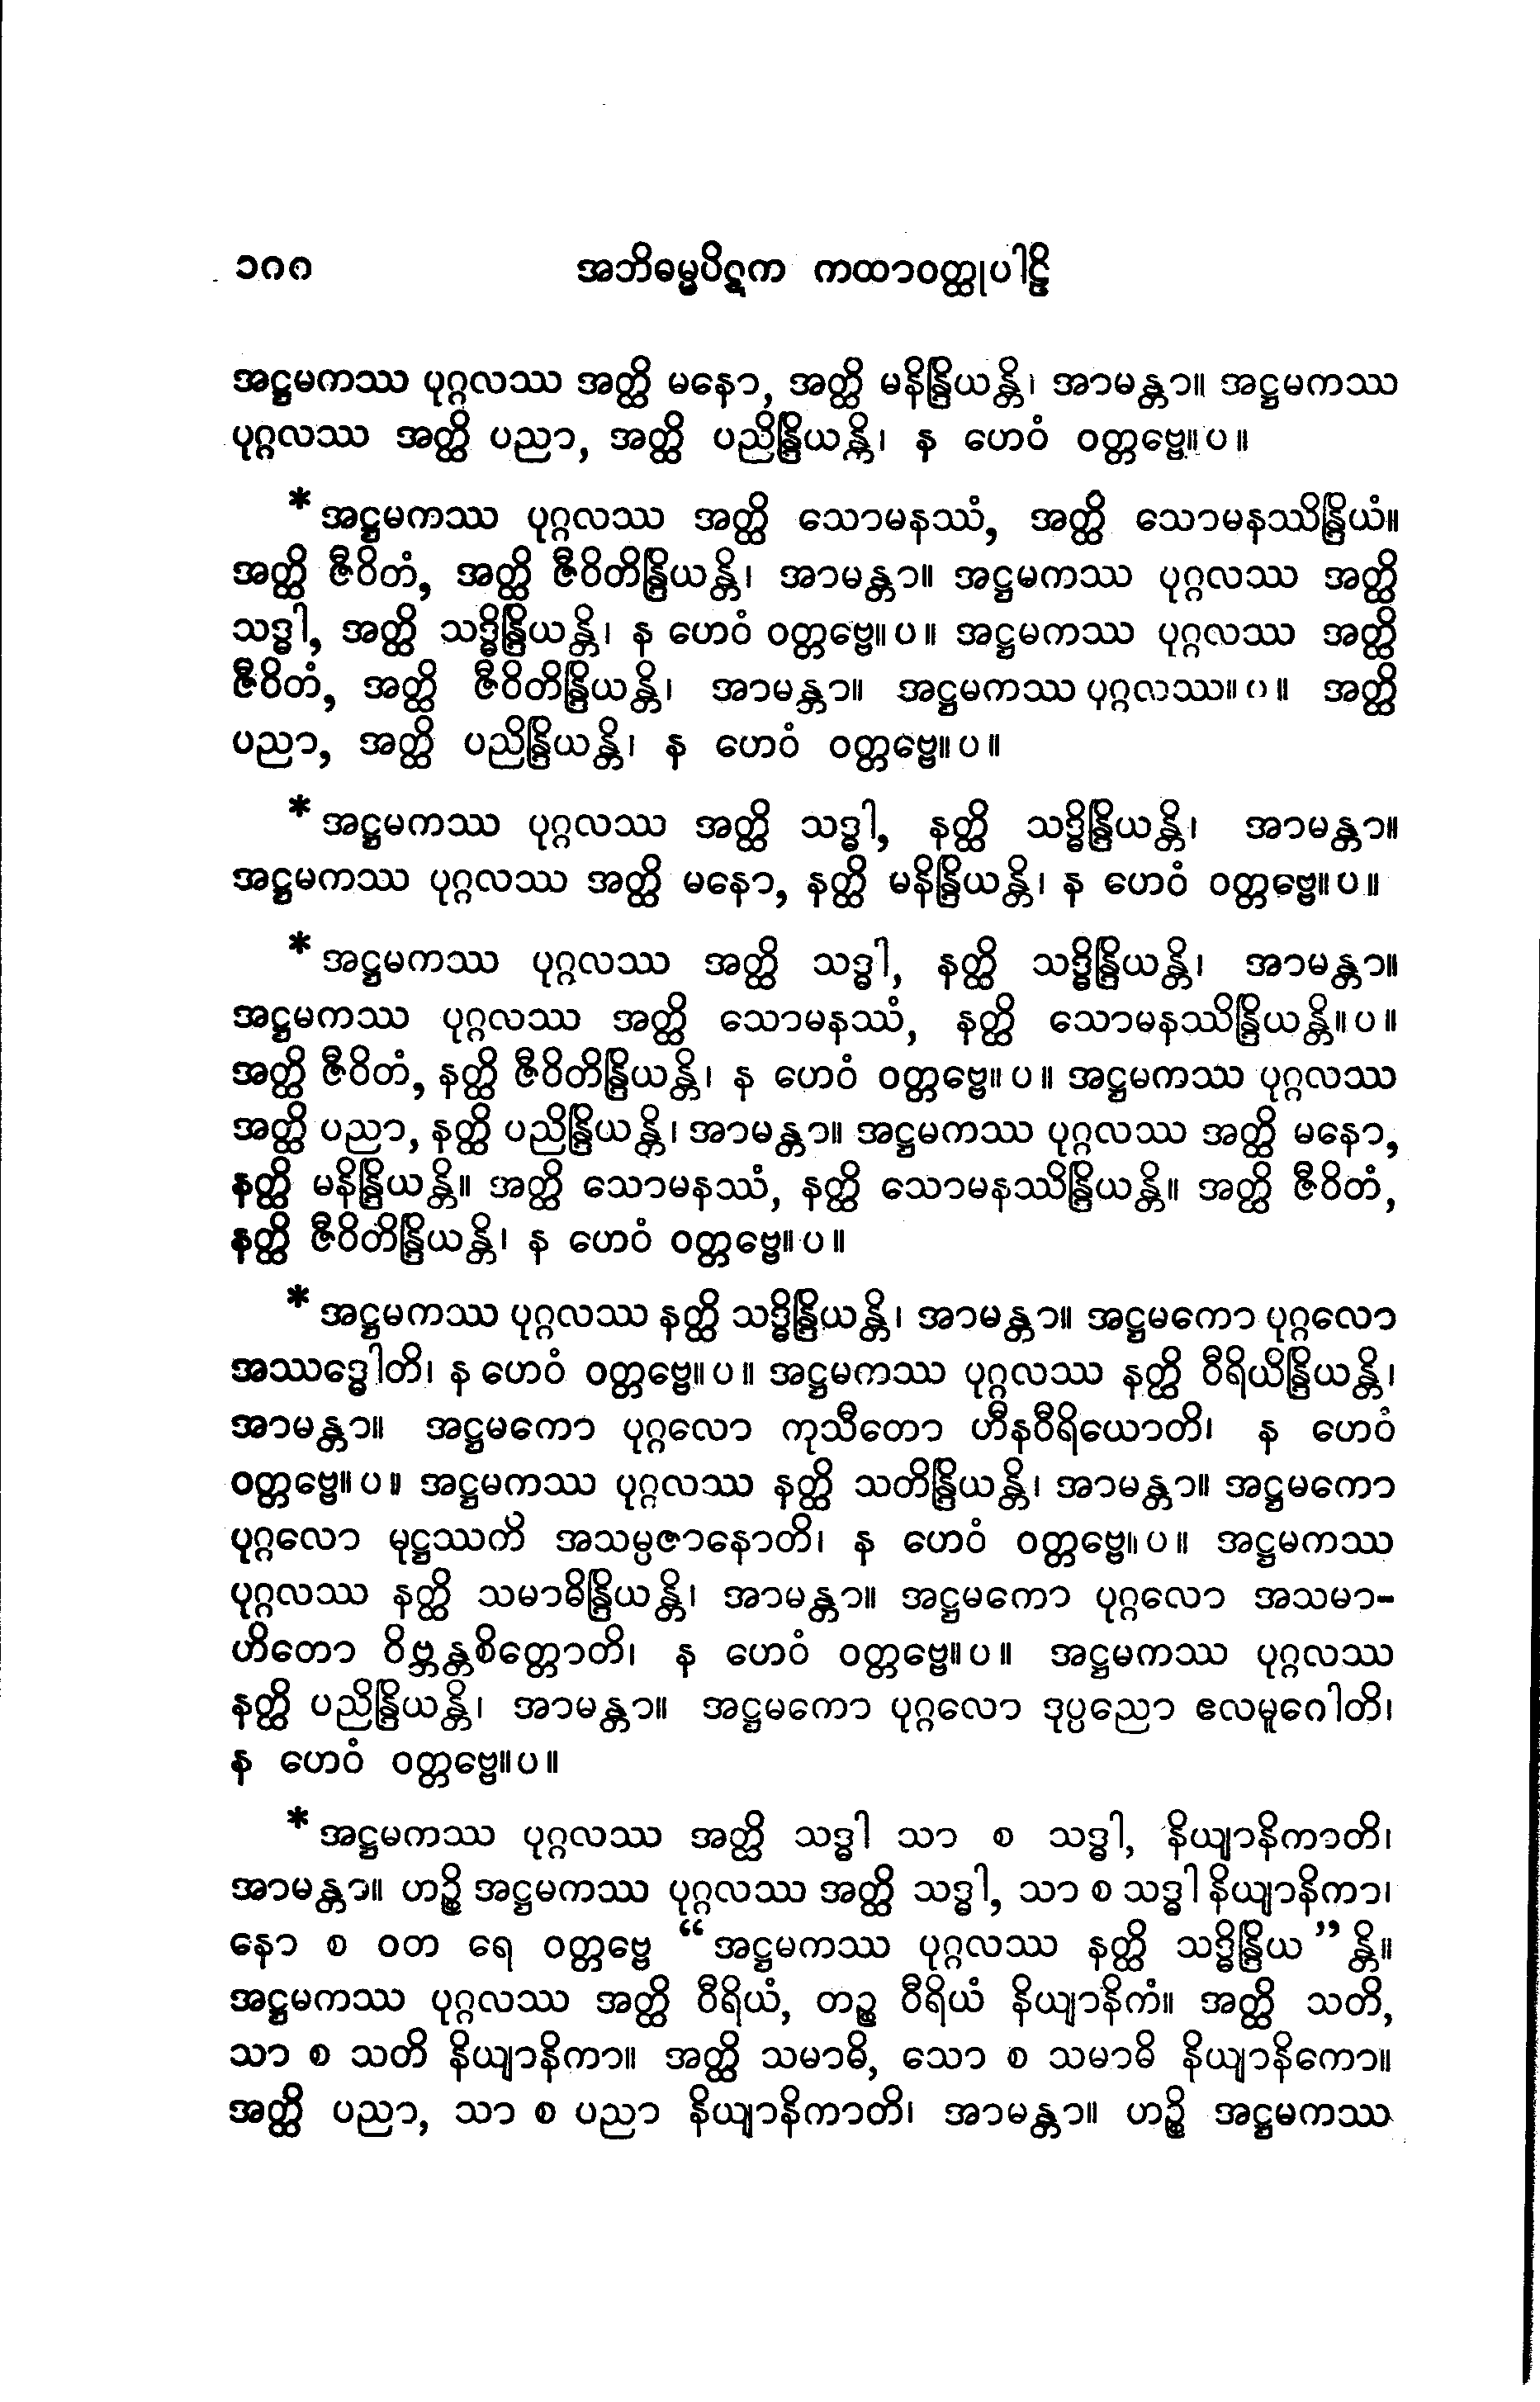 ၁၈၈ အဘိဓမ္မပိဋက ကထာဝတ္ထုပါဠိ
အဋ္ဌမကဿ ပုဂ္ဂလဿ အတ္ထိ မနော, အတ္ထိ မနိန္ဒြိယန္တိ၊ အာမန္တာ။ အဋ္ဌမကဿ
ပုဂ္ဂလဿ အတ္ထိ ပညာ, အတ္ထိ ပညိန္ဒြိယန္တိ၊ န ဟေဝံ ဝတ္တဗ္ဗေ။ပ။
*အဋ္ဌမကဿ ပုဂ္ဂလဿ အတ္ထိ သောမနဿံ, အတ္ထိ သောမနဿိန္ဒြိယံ။
အတ္ထိ ဇီဝိတံ, အတ္ထိ ဇီဝိတိန္ဒြိယန္တိ၊ အာမန္တာ။ အဋ္ဌမကဿ ပုဂ္ဂလဿ အတ္ထိ
သဒ္ဓါ, အတ္ထိ သဒ္ဓိန္ဒြိယန္တိ၊ န ဟေဝံ ဝတ္တဗ္ဗေ။ပ။ အဋ္ဌမကဿ ပုဂ္ဂလဿ အတ္ထိ
ဇီဝိတံ, အတ္ထိ ဇီဝိတိန္ဒြိယန္တိ၊ အာမန္တာ။ အဋ္ဌမကဿ ပုဂ္ဂလဿ။ပ။ အတ္ထိ
ပညာ, အတ္ထိ ပညိန္ဒြိယန္တိ၊ န ဟေဝံ ဝတ္တဗ္ဗေ။ပ။
*အဋ္ဌမကဿ ပုဂ္ဂလဿ အတ္ထိ သဒ္ဓါ, နတ္ထိ သဒ္ဓိန္ဒြိယန္တိ၊ အာမန္တာ။
အဋ္ဌမကဿ ပုဂ္ဂလဿ အတ္ထိ မနော, နတ္ထိ မနိန္ဒြိယန္တိ၊ န ဟေဝံ ဝတ္တဗ္ဗေ။ပ။
*အဋ္ဌမကဿ ပုဂ္ဂလဿ အတ္ထိ သဒ္ဓါ, နတ္ထိ သဒ္ဓိန္ဒြိယန္တိ၊ အာမန္တာ။
အဋ္ဌမကဿ ပုဂ္ဂလဿ အတ္ထိ သောမနဿံ, နတ္ထိ သောမနဿိန္ဒြိယန္တိ။ပ။
အတ္ထိ ဇီဝိတံ, နတ္ထိ ဇီဝိတိန္ဒြိယန္တိ၊ န ဟေဝံ ဝတ္တဗ္ဗေ။ပ။ အဋ္ဌမကဿ ပုဂ္ဂလဿ
အတ္ထိ ပညာ, နတ္ထိ ပညိန္ဒြိယန္တိ၊ အာမန္တာ။ အဋ္ဌမကဿ ပုဂ္ဂလဿ အတ္ထိ မနော,
နတ္ထိ မနိန္ဒြိယန္တိ။ အတ္ထိ သောမနဿံ, နတ္ထိ သောမနဿိန္ဒြိယန္တိ။ အတ္ထိ ဇီဝိတံ,
နတ္ထိ ဇီဝိတိန္ဒြိယန္တိ၊ န ဟေဝံ ဝတ္တဗ္ဗေ။ပ။
*အဋ္ဌမကဿ ပုဂ္ဂလဿ နတ္ထိ သဒ္ဓိန္ဒြိယန္တိ၊ အာမန္တာ။ အဋ္ဌမကော ပုဂ္ဂလော
အဿဒ္ဓေါတိ၊ န ဟေဝံ ဝတ္တဗ္ဗေ။ပ။ အဋ္ဌမကဿ ပုဂ္ဂလဿ နတ္ထိ ဝီရိယိန္ဒြိယန္တိ၊
အာမန္တာ။ အဋ္ဌမကော ပုဂ္ဂလော ကုသီတော ဟီနဝီရိယောတိ၊ န ဟေဝံ
ဝတ္တဗ္ဗေ။ပ။ အဋ္ဌမကဿ ပုဂ္ဂလဿ နတ္ထိ သတိန္ဒြိယန္တိ၊ အာမန္တာ။ အဋ္ဌမကော
ပုဂ္ဂလော မုဋ္ဌဿတိ အသမ္ပဇာနောတိ၊ န ဟေဝံ ဝတ္တဗ္ဗေ။ပ။ အဋ္ဌမကဿ
ပုဂ္ဂလဿ နတ္ထိ သမာဓိန္ဒြိယန္တိ၊ အာမန္တာ။ အဋ္ဌမကော ပုဂ္ဂလော အသမာ-
ဟိတော ဝိဗ္ဘန္တစိတ္တောတိ၊ န ဟေဝံ ဝတ္တဗ္ဗေ။ပ။ အဋ္ဌမကဿ ပုဂ္ဂလဿ
နတ္ထိ ပညိန္ဒြိယန္တိ၊ အာမန္တာ။ အဋ္ဌမကော ပုဂ္ဂလော ဒုပ္ပညော ဧလမူဂေါတိ၊
န ဟေဝံ ဝတ္တဗ္ဗေ။ပ။
*အဋ္ဌမကဿ ပုဂ္ဂလဿ အတ္ထိ သဒ္ဓါ သာ စ သဒ္ဓါ, နိယျာနိကာတိ၊
အာမန္တာ။ ဟဉ္စိ အဋ္ဌမကဿ ပုဂ္ဂလဿ အတ္ထိ သဒ္ဓါ, သာ စ သဒ္ဓါ နိယျာနိကာ၊
နော စ ဝတ ရေ ဝတ္တဗ္ဗေ “အဋ္ဌမကဿ ပုဂ္ဂလဿ နတ္ထိ သဒ္ဓိန္ဒြိယ”န္တိ။
အဋ္ဌမကဿ ပုဂ္ဂလဿ အတ္ထိ ဝီရိယံ, တဉ္စ ဝီရိယံ နိယျာနိကံ။ အတ္ထိ သတိ,
သာ စ သတိ နိယျာနိကာ။ အတ္ထိ သမာဓိ, သော စ သမာဓိ နိယျာနိကော။
အတ္ထိ ပညာ, သာ စ ပညာ နိယျာနိကာတိ၊ အာမန္တာ။ ဟဉ္စိ အဋ္ဌမကဿ